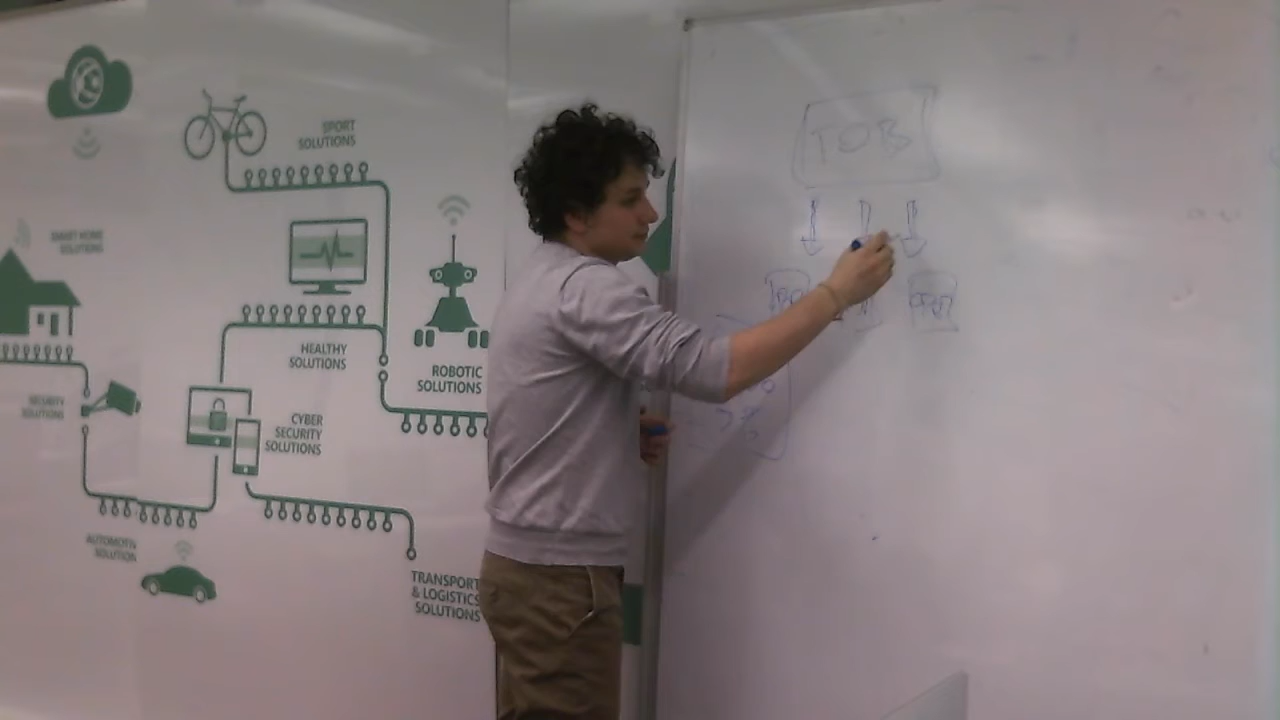 SPORT
SOLUTIONS
SMART HOME
SOLUTIONS
HEALTHY
SOLUTIONS
ROBOTIC
SOLUTIONS
SECURITY
SOLUTIONS
CYBER
SECURITY
SOLUTIONS
AUTOMOTIV
SOLUTION
TRANSPORT
& LOGISTICS
SOLUTIONS
TOB